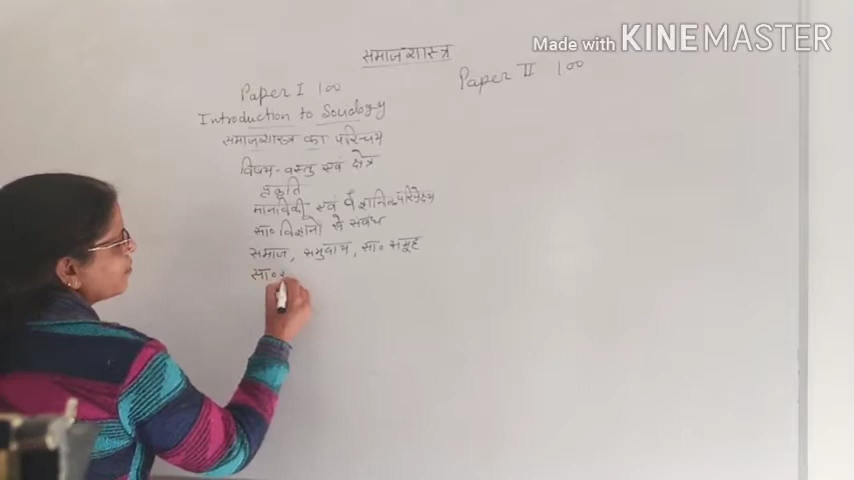 समाजशास्त्र
Made with KINEMASTER
Paper I 100
Paper II 100
Introduction to Sociology
समाजशास्त्र का परिचय
विषय-वस्तु एवं क्षेत्र
प्रकृति
मानविकी एवं वैज्ञानिक परिप्रेक्ष्य
सा० विज्ञानों से संबंध
समाज, समुदाय, सा० समूह
सा०